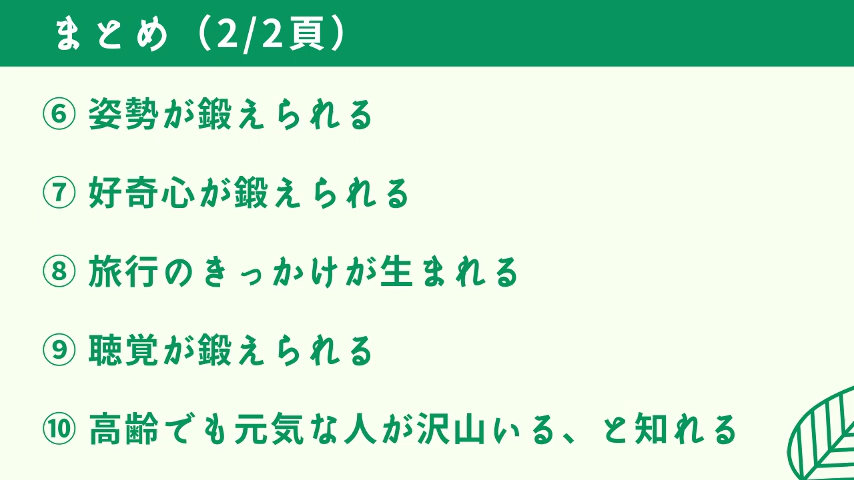 まとめ（2/2頁）
⑥ 姿勢が鍛えられる
⑦ 好奇心が鍛えられる
⑧ 旅行のきっかけが生まれる
⑨ 聴覚が鍛えられる
⑩ 高齢でも元気な人が沢山いる、と知れる